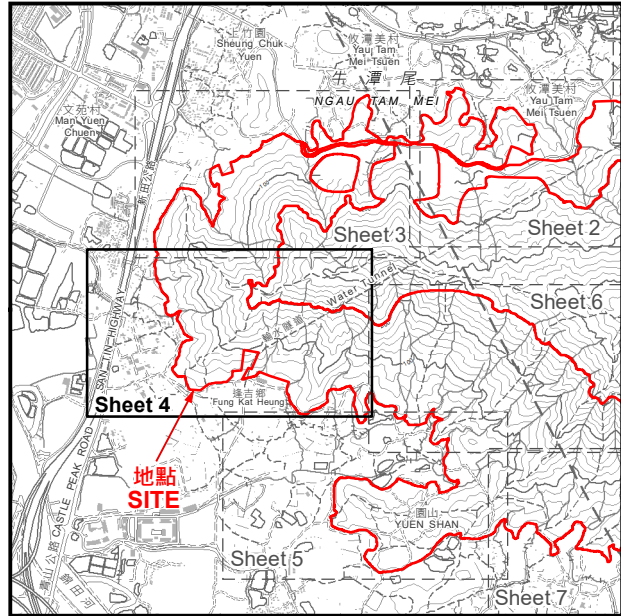 上竹園
Sheung Chuk
Yuen
攸潭美村
Yau Tam
Mei Tsuen
牛潭尾
NGAU TAM MEI
攸潭美村
Yau Tam
Mei Tsuen
文苑村
Man Yuen
Chuen
新田公路
SAN TIN HIGHWAY
Sheet 2
Sheet 3
Water Tunnel
輸水隧道
Sheet 6
Sheet 4
逢吉鄉
Fung Kat Heung
地點
SITE
圓山
YUEN SHAN
青山公路 CASTLE PEAK ROAD
錦田河
Sheet 5
Sheet 7